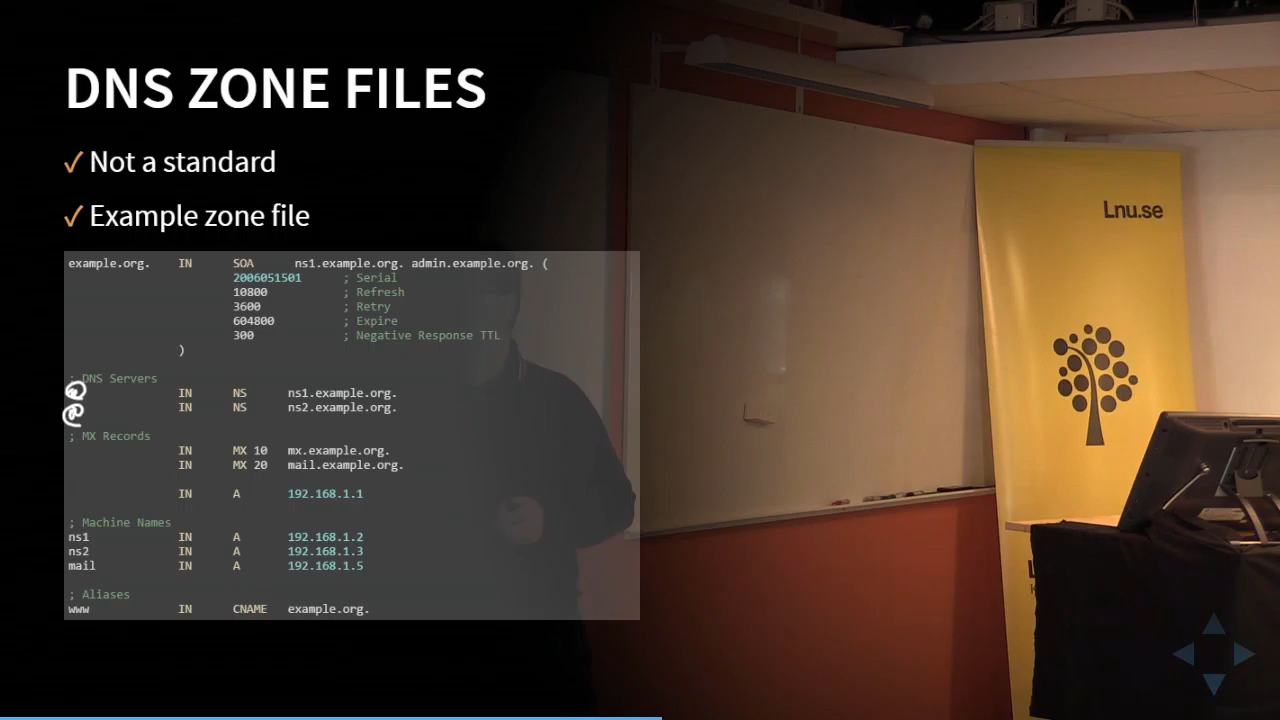 DNS ZONE FILES
✓ Not a standard
✓ Example zone file
example.org. IN SOA ns1.example.org. admin.example.org. (
2006051501 ; Serial
10800 ; Refresh
3600 ; Retry
604800 ; Expire
300 ; Negative Response TTL
)
; DNS Servers
@ IN NS ns1.example.org.
@ IN NS ns2.example.org.
; MX Records
IN MX 10 mx.example.org.
IN MX 20 mail.example.org.
IN A 192.168.1.1
; Machine Names
ns1 IN A 192.168.1.2
ns2 IN A 192.168.1.3
mail IN A 192.168.1.5
; Aliases
www IN CNAME example.org.
Lnu.se